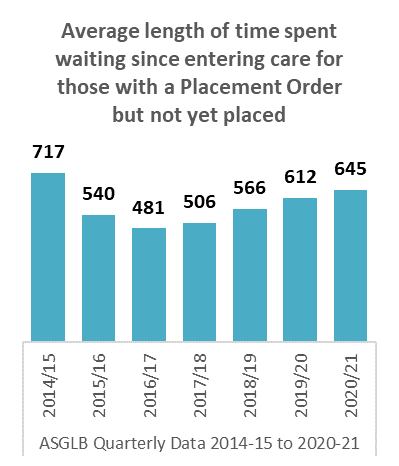 Average length of time spent
waiting since entering care for
those with a Placement Order
but not yet placed
717
540
481
506
566
612
645
2014/15
2015/16
2016/17
2017/18
2018/19
2019/20
2020/21
ASGLB Quarterly Data 2014-15 to 2020-21